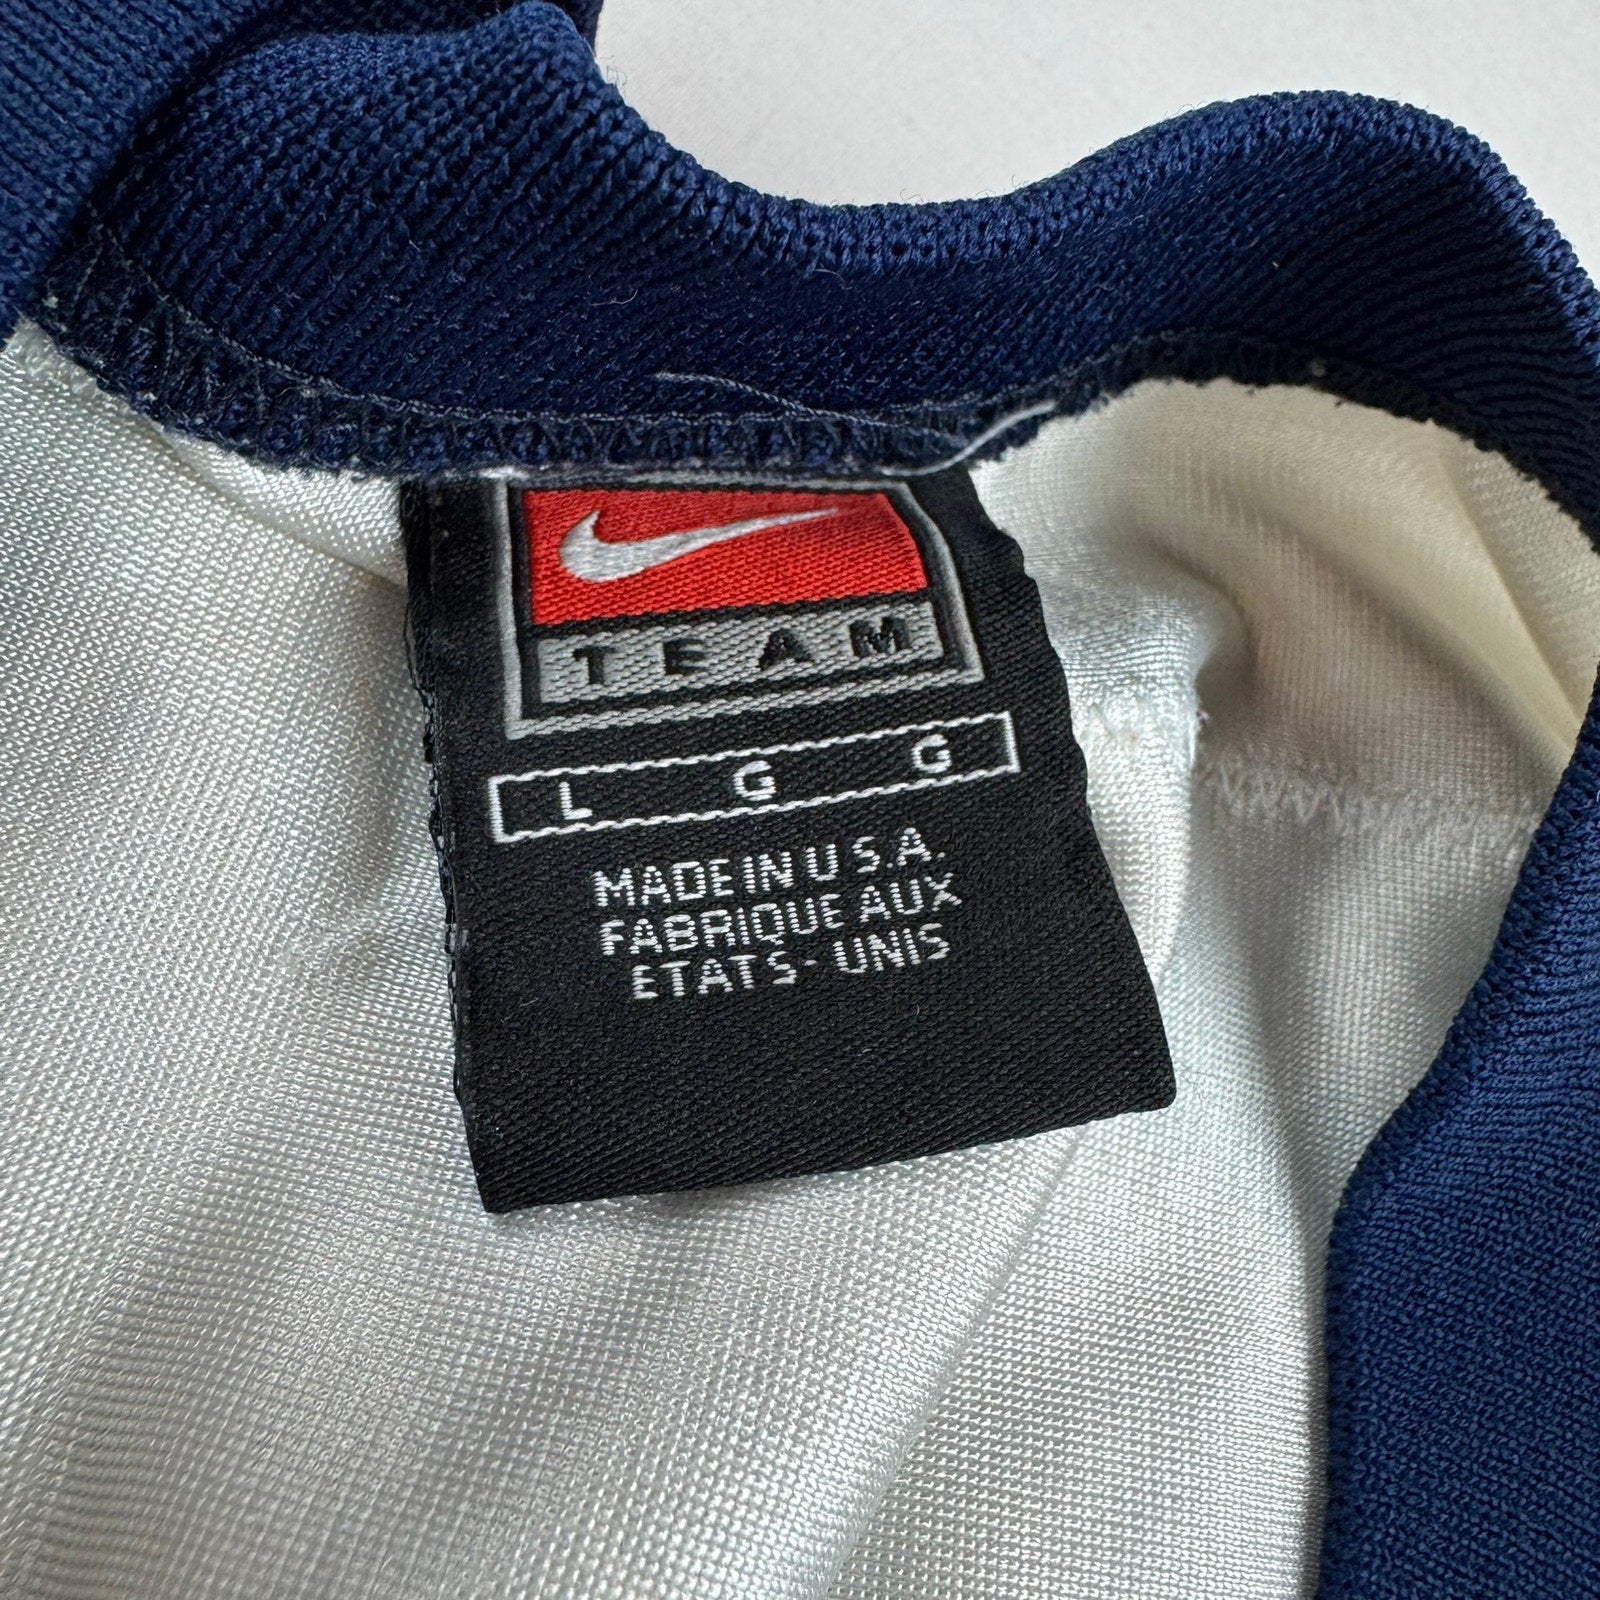 TEAM
L G G
MADE IN U.S.A.
FABRIQUE AUX
ETATS-UNIS